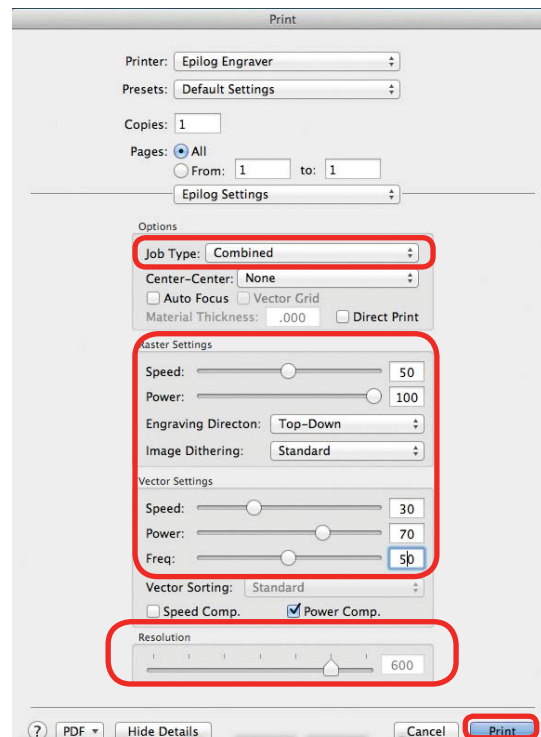 Print
Printer: Epilog Engraver
Presets: Default Settings
Copies: 1
Pages: All
From: 1 to: 1
Epilog Settings
Options
Job Type: Combined
Center-Center: None
Auto Focus Vector Grid
Material Thickness: .000 Direct Print
Raster Settings
Speed: 50
Power: 100
Engraving Directon: Top-Down
Image Dithering: Standard
Vector Settings
Speed: 30
Power: 70
Freq: 50
Vector Sorting: Standard
Speed Comp. Power Comp.
Resolution
600
? PDF Hide Details Cancel Print